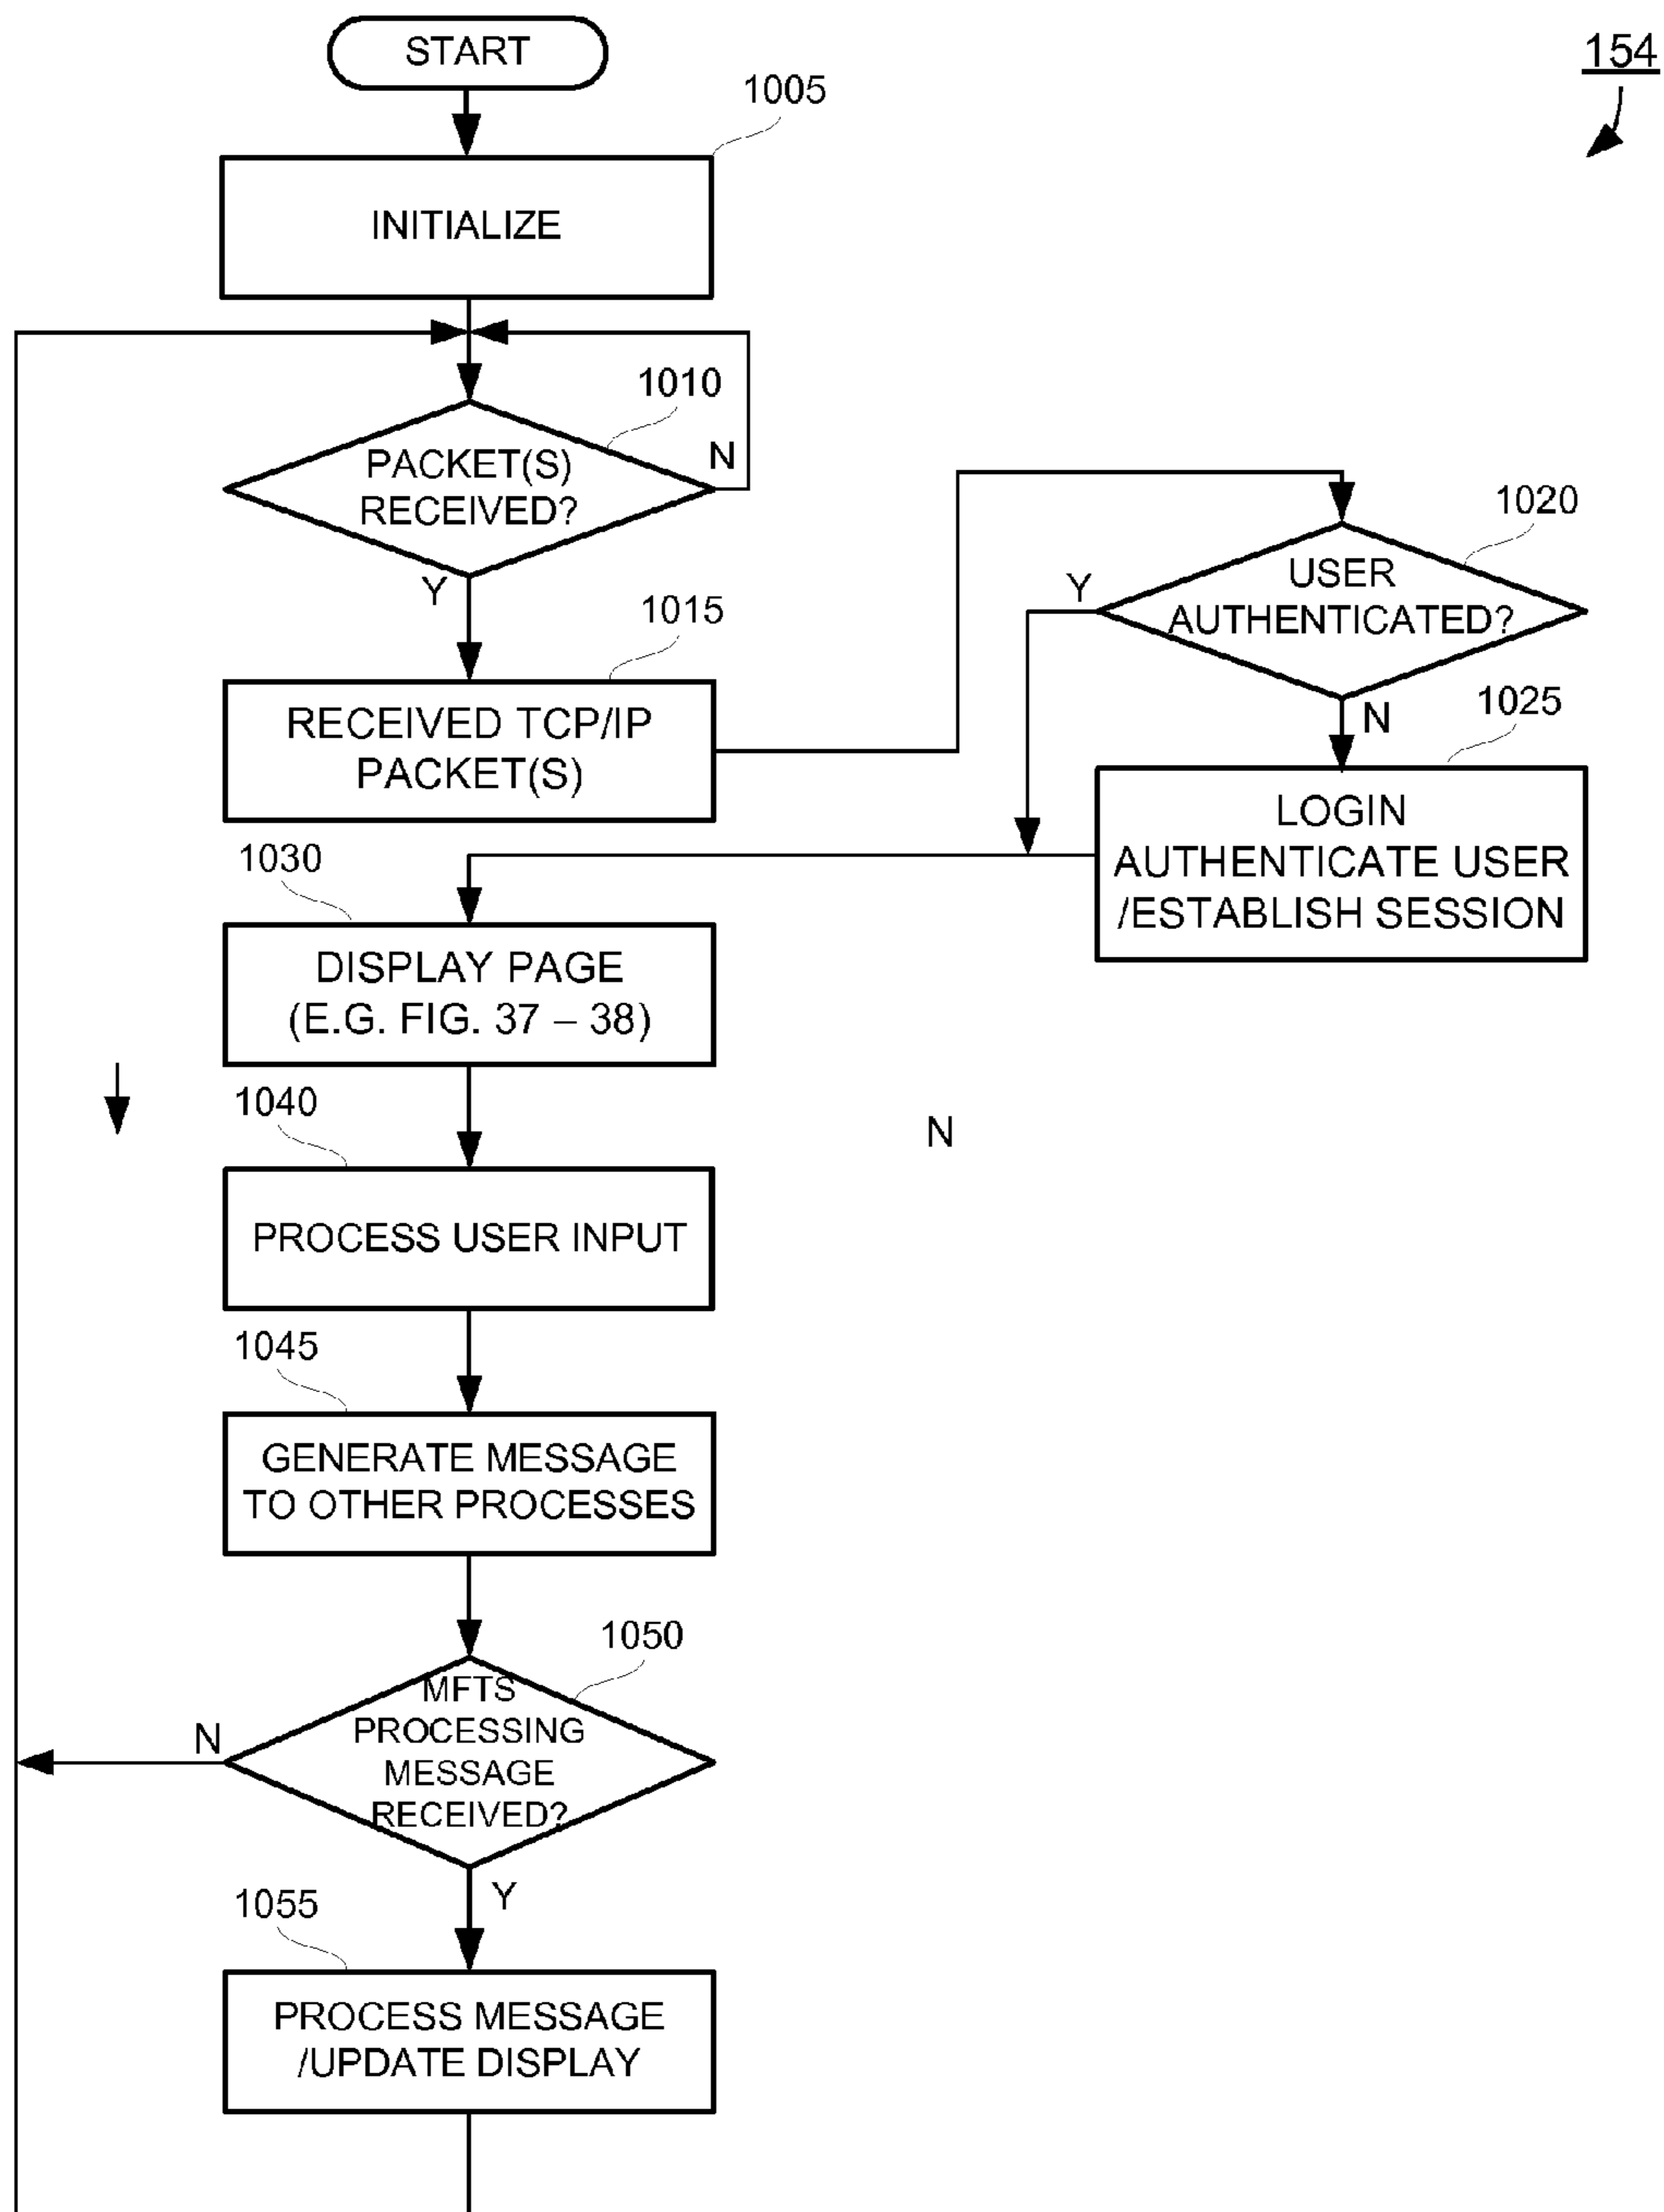 START
154
1005
INITIALIZE
1010
PACKET(S)
RECEIVED?
N
Y
1020
USER
AUTHENTICATED?
Y
N
1015
RECEIVED TCP/IP
PACKET(S)
1025
LOGIN
AUTHENTICATE USER
/ESTABLISH SESSION
1030
DISPLAY PAGE
(E.G. FIG. 37 – 38)
N
1040
PROCESS USER INPUT
1045
GENERATE MESSAGE
TO OTHER PROCESSES
1050
MFTS
PROCESSING
MESSAGE
RECEIVED?
N
Y
1055
PROCESS MESSAGE
/UPDATE DISPLAY